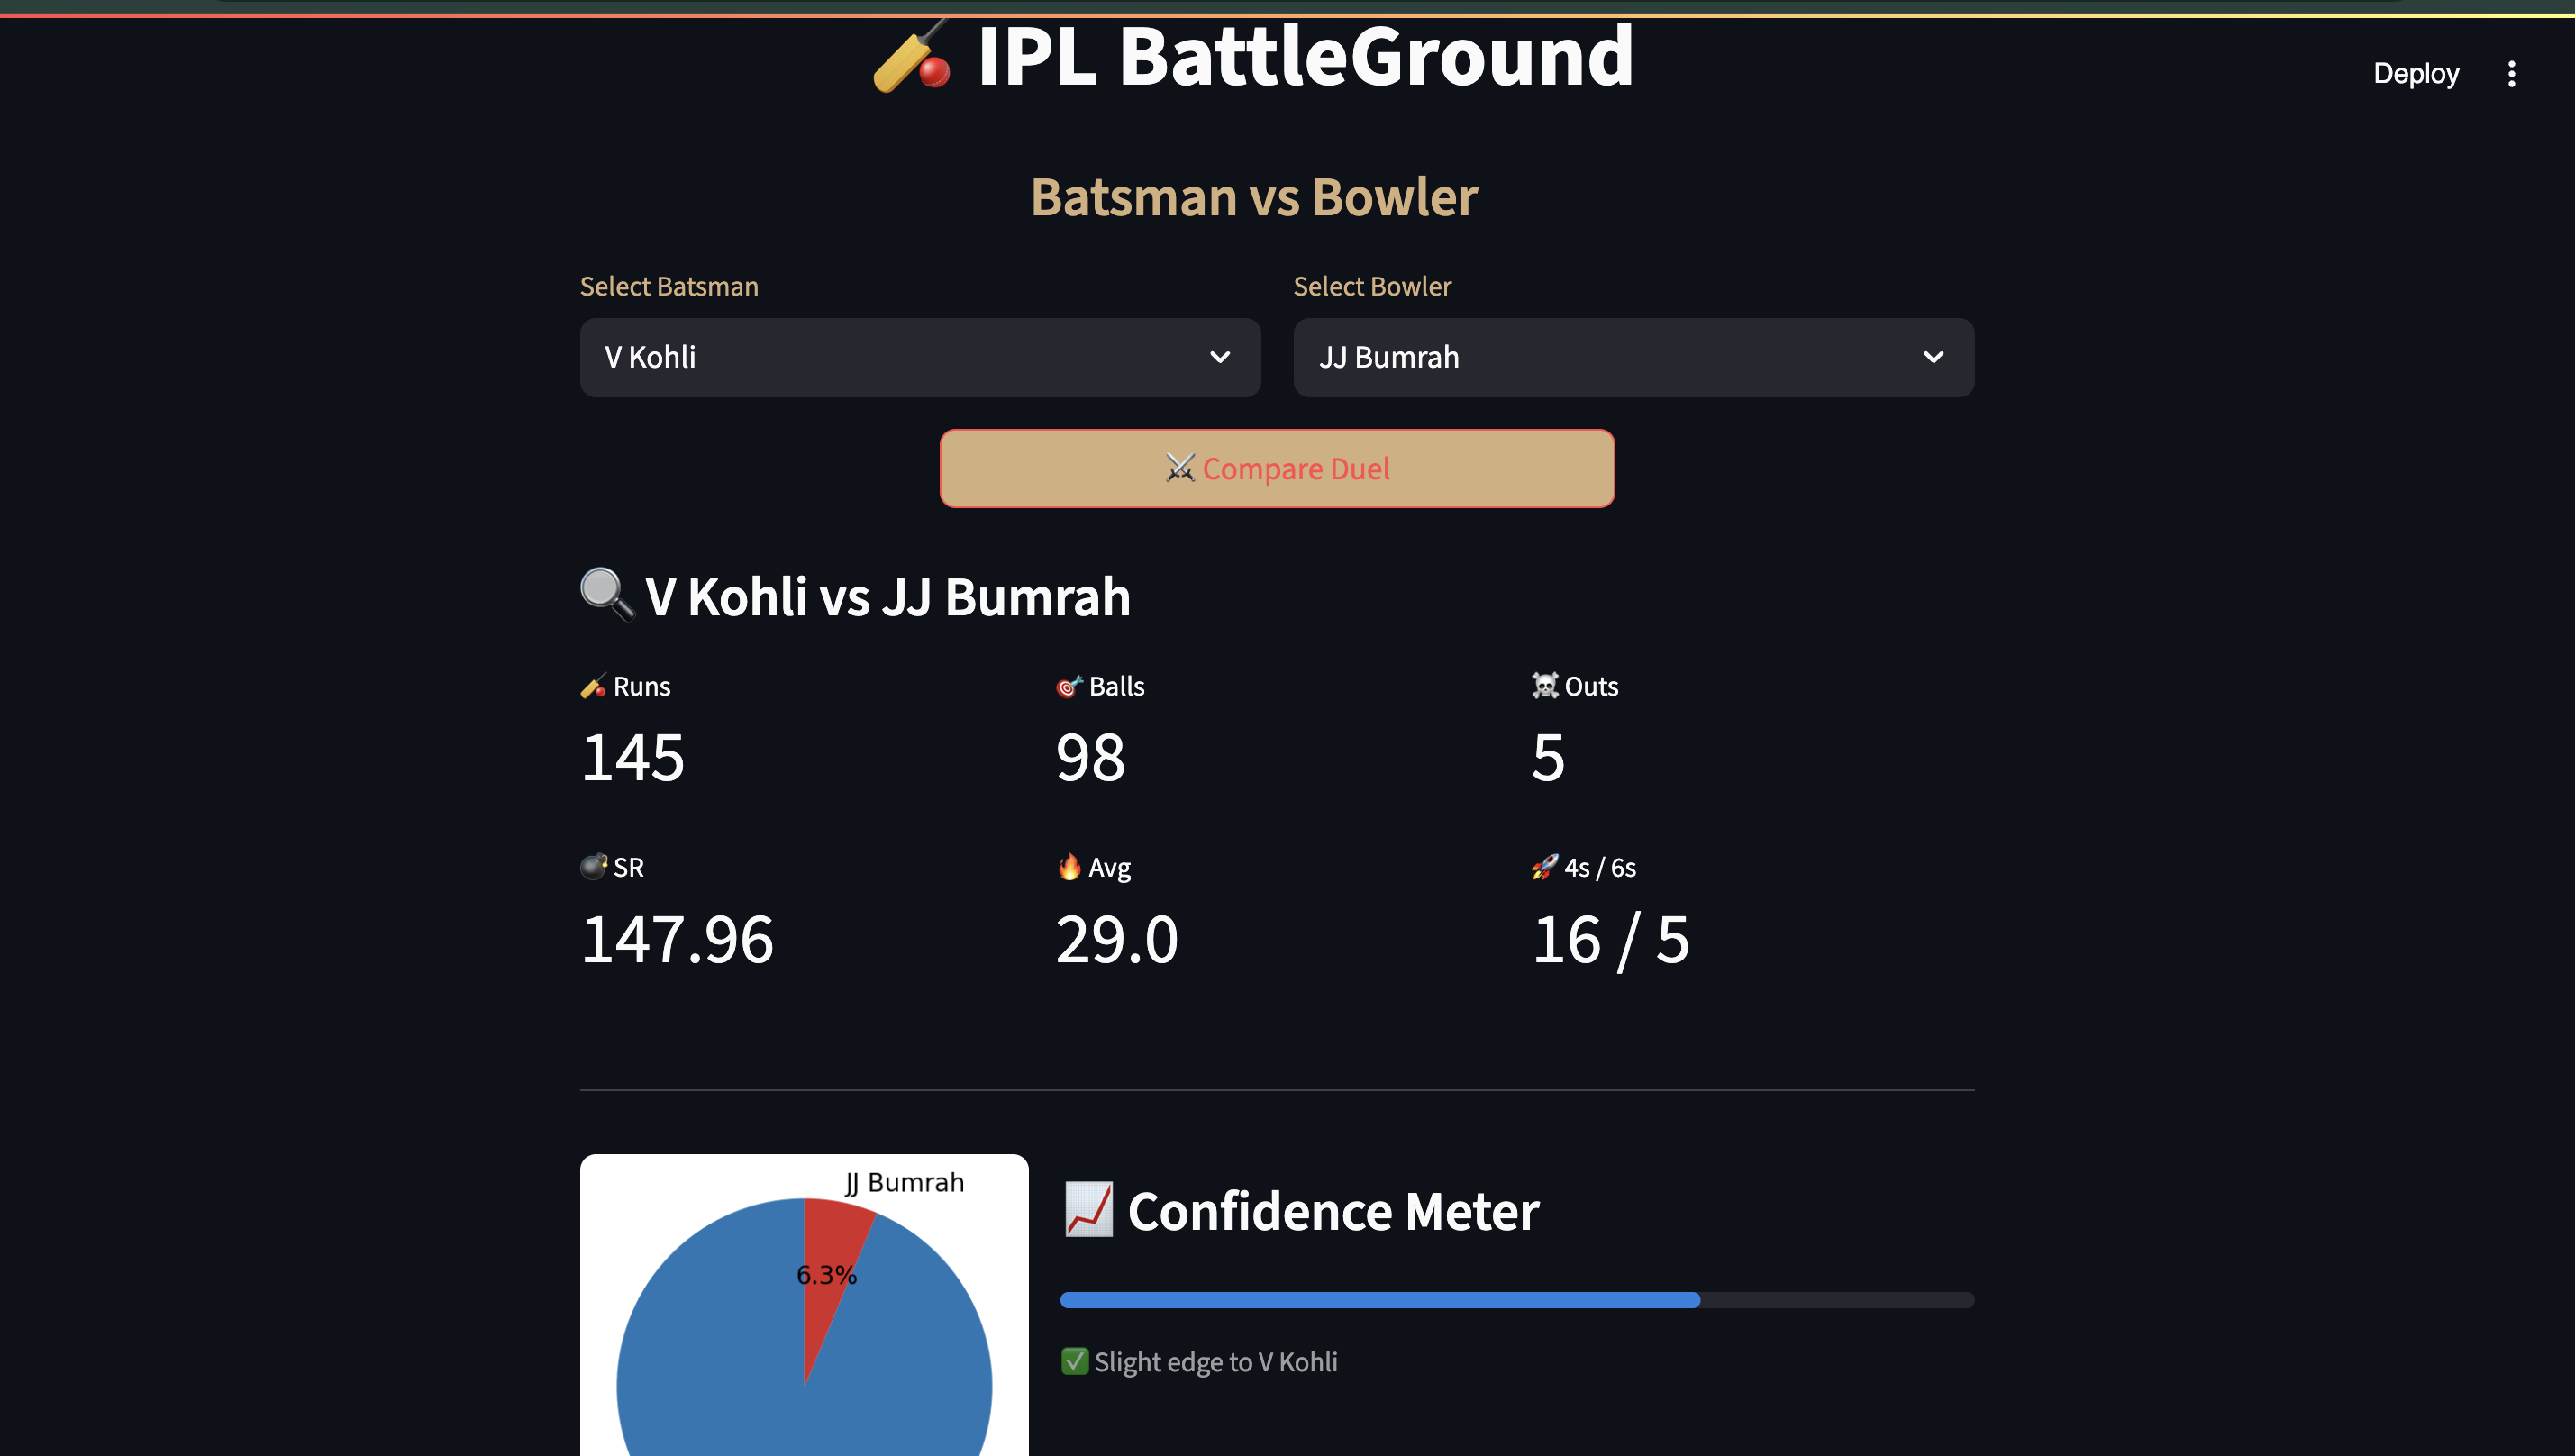 IPL BattleGround
Deploy
Batsman vs Bowler
Select Batsman
Select Bowler
V Kohli
JJ Bumrah
⚔ Compare Duel
🔍 V Kohli vs JJ Bumrah
🏏 Runs
🎯 Balls
☠ Outs
145
98
5
💣 SR
🔥 Avg
🚀 4s / 6s
147.96
29.0
16 / 5
JJ Bumrah
6.3%
📈 Confidence Meter
✅ Slight edge to V Kohli